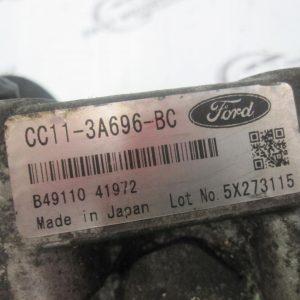 CC11-3A696-BC
Ford
B49110 41972
Made in Japan Lot No.5X273115